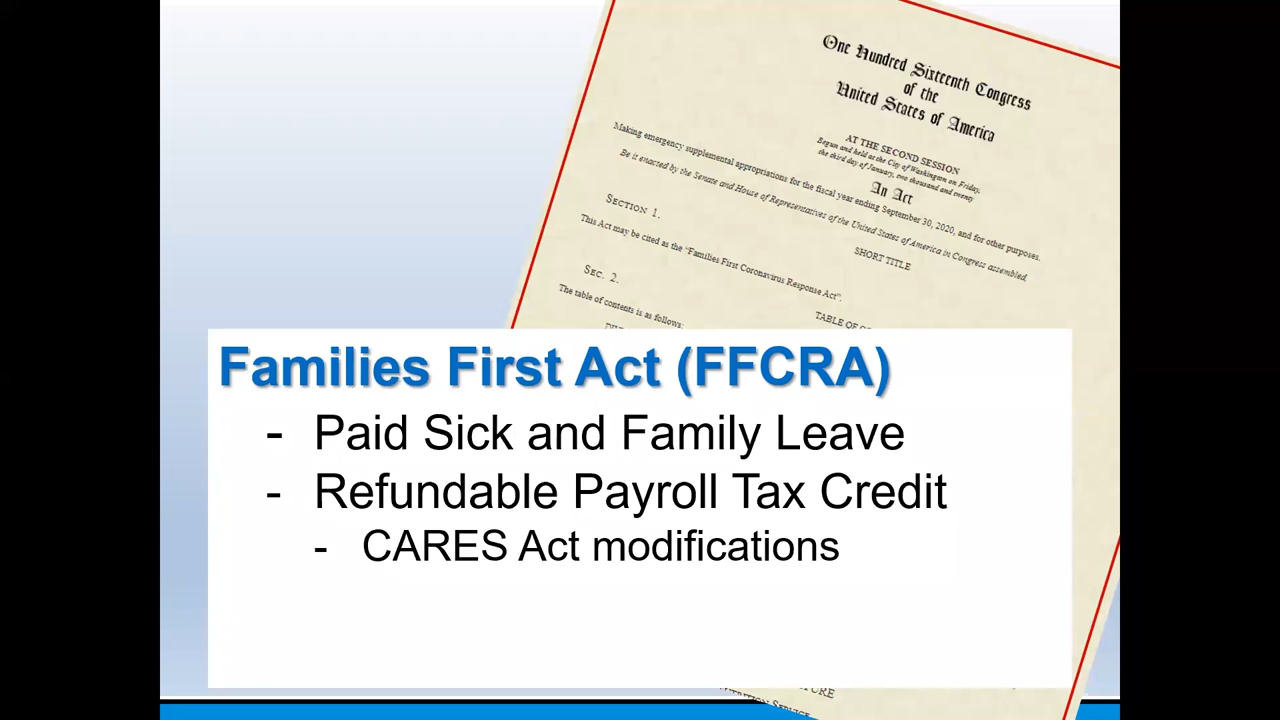 One Hundred Sixteenth Congress
of the
United States of America
AT THE SECOND SESSION
Begun and held at the City of Washington on Friday,
the third day of January, two thousand and twenty
An Act
Making emergency supplemental appropriations for the fiscal year ending September 30, 2020, and for other purposes.
Be it enacted by the Senate and House of Representatives of the United States of America in Congress assembled,
SHORT TITLE
SECTION 1.
This Act may be cited as the “Families First Coronavirus Response Act”.
TABLE OF
SEC. 2.
The table of contents is as follows:
Families First Act (FFCRA)
- Paid Sick and Family Leave
- Refundable Payroll Tax Credit
- CARES Act modifications
SERVICE